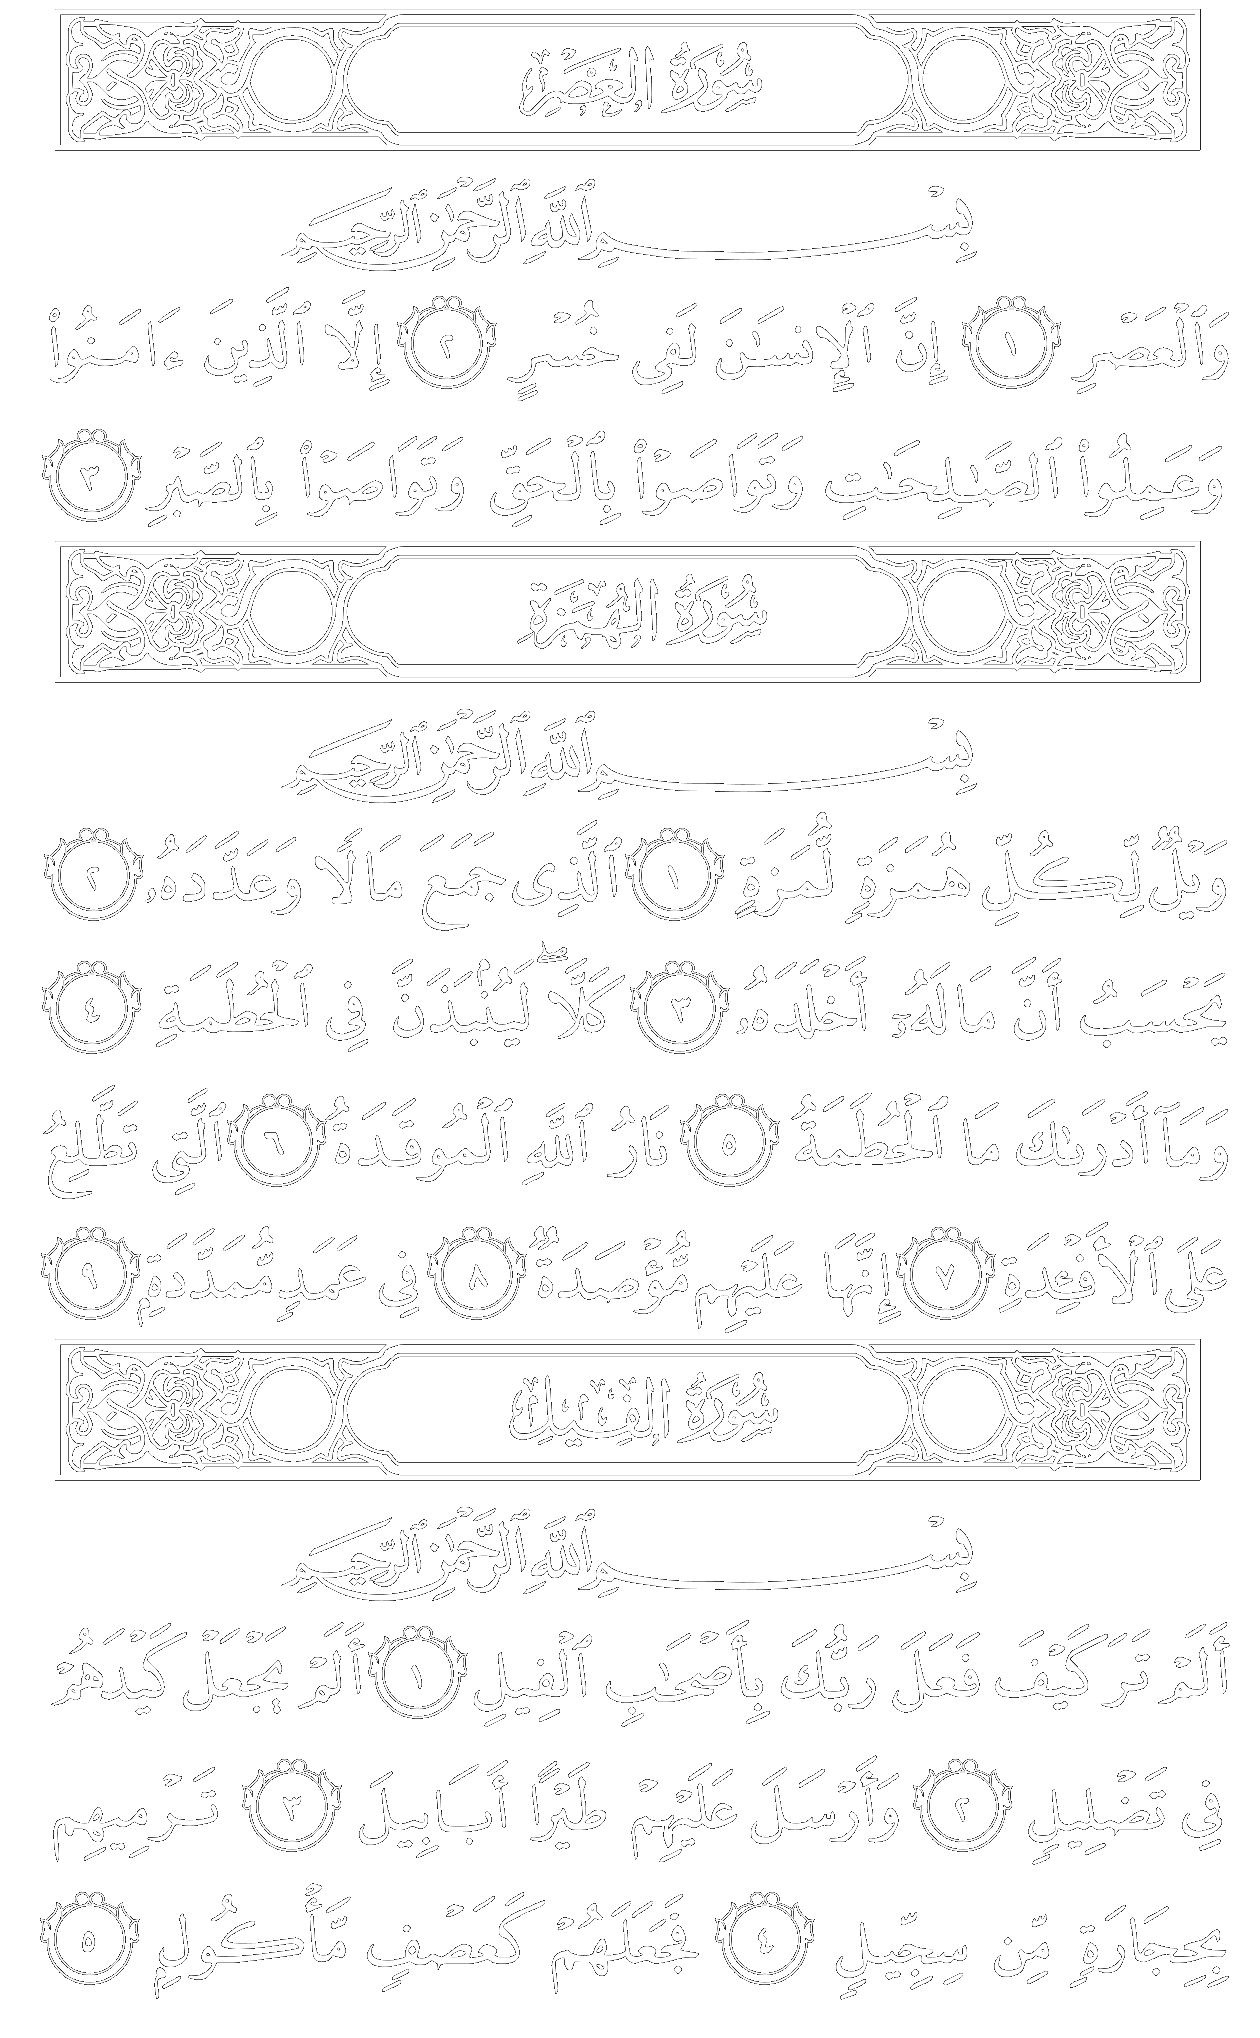 سُورَةُ العَصۡرِ
بِسۡمِ ٱللَّهِ ٱلرَّحۡمَٰنِ ٱلرَّحِيمِ
وَٱلۡعَصۡرِ ١ إِنَّ ٱلۡإِنسَٰنَ لَفِي خُسۡرٍ ٢ إِلَّا ٱلَّذِينَ ءَامَنُواْ
وَعَمِلُواْ ٱلصَّٰلِحَٰتِ وَتَوَاصَوۡاْ بِٱلۡحَقِّ وَتَوَاصَوۡاْ بِٱلصَّبۡرِ ٣
سُورَةُ الهُمَزَةِ
بِسۡمِ ٱللَّهِ ٱلرَّحۡمَٰنِ ٱلرَّحِيمِ
وَيۡلٞ لِّكُلِّ هُمَزَةٖ لُّمَزَةٍ ١ ٱلَّذِي جَمَعَ مَالٗا وَعَدَّدَهُۥ ٢
يَحۡسَبُ أَنَّ مَالَهُۥٓ أَخۡلَدَهُۥ ٣ كَلَّاۖ لَيُنۢبَذَنَّ فِي ٱلۡحُطَمَةِ ٤
وَمَآ أَدۡرَىٰكَ مَا ٱلۡحُطَمَةُ ٥ نَارُ ٱللَّهِ ٱلۡمُوقَدَةُ ٦ ٱلَّتِي تَطَّلِعُ
عَلَى ٱلۡأَفۡـِٔدَةِ ٧ إِنَّهَا عَلَيۡهِم مُّؤۡصَدَةٞ ٨ فِي عَمَدٖ مُّمَدَّدَةِۭ ٩
سُورَةُ الفِيلِ
بِسۡمِ ٱللَّهِ ٱلرَّحۡمَٰنِ ٱلرَّحِيمِ
أَلَمۡ تَرَ كَيۡفَ فَعَلَ رَبُّكَ بِأَصۡحَٰبِ ٱلۡفِيلِ ١ أَلَمۡ يَجۡعَلۡ كَيۡدَهُمۡ
فِي تَضۡلِيلٖ ٢ وَأَرۡسَلَ عَلَيۡهِمۡ طَيۡرًا أَبَابِيلَ ٣ تَرۡمِيهِم
بِحِجَارَةٖ مِّن سِجِّيلٖ ٤ فَجَعَلَهُمۡ كَعَصۡفٖ مَّأۡكُولِۭ ٥